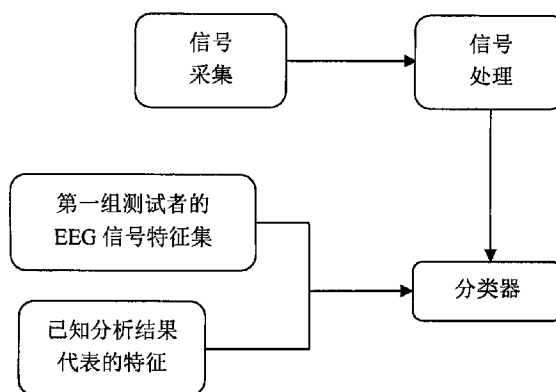 信号
采集
信号
处理
第一组测试者的
EEG 信号特征集
分类器
已知分析结果
代表的特征